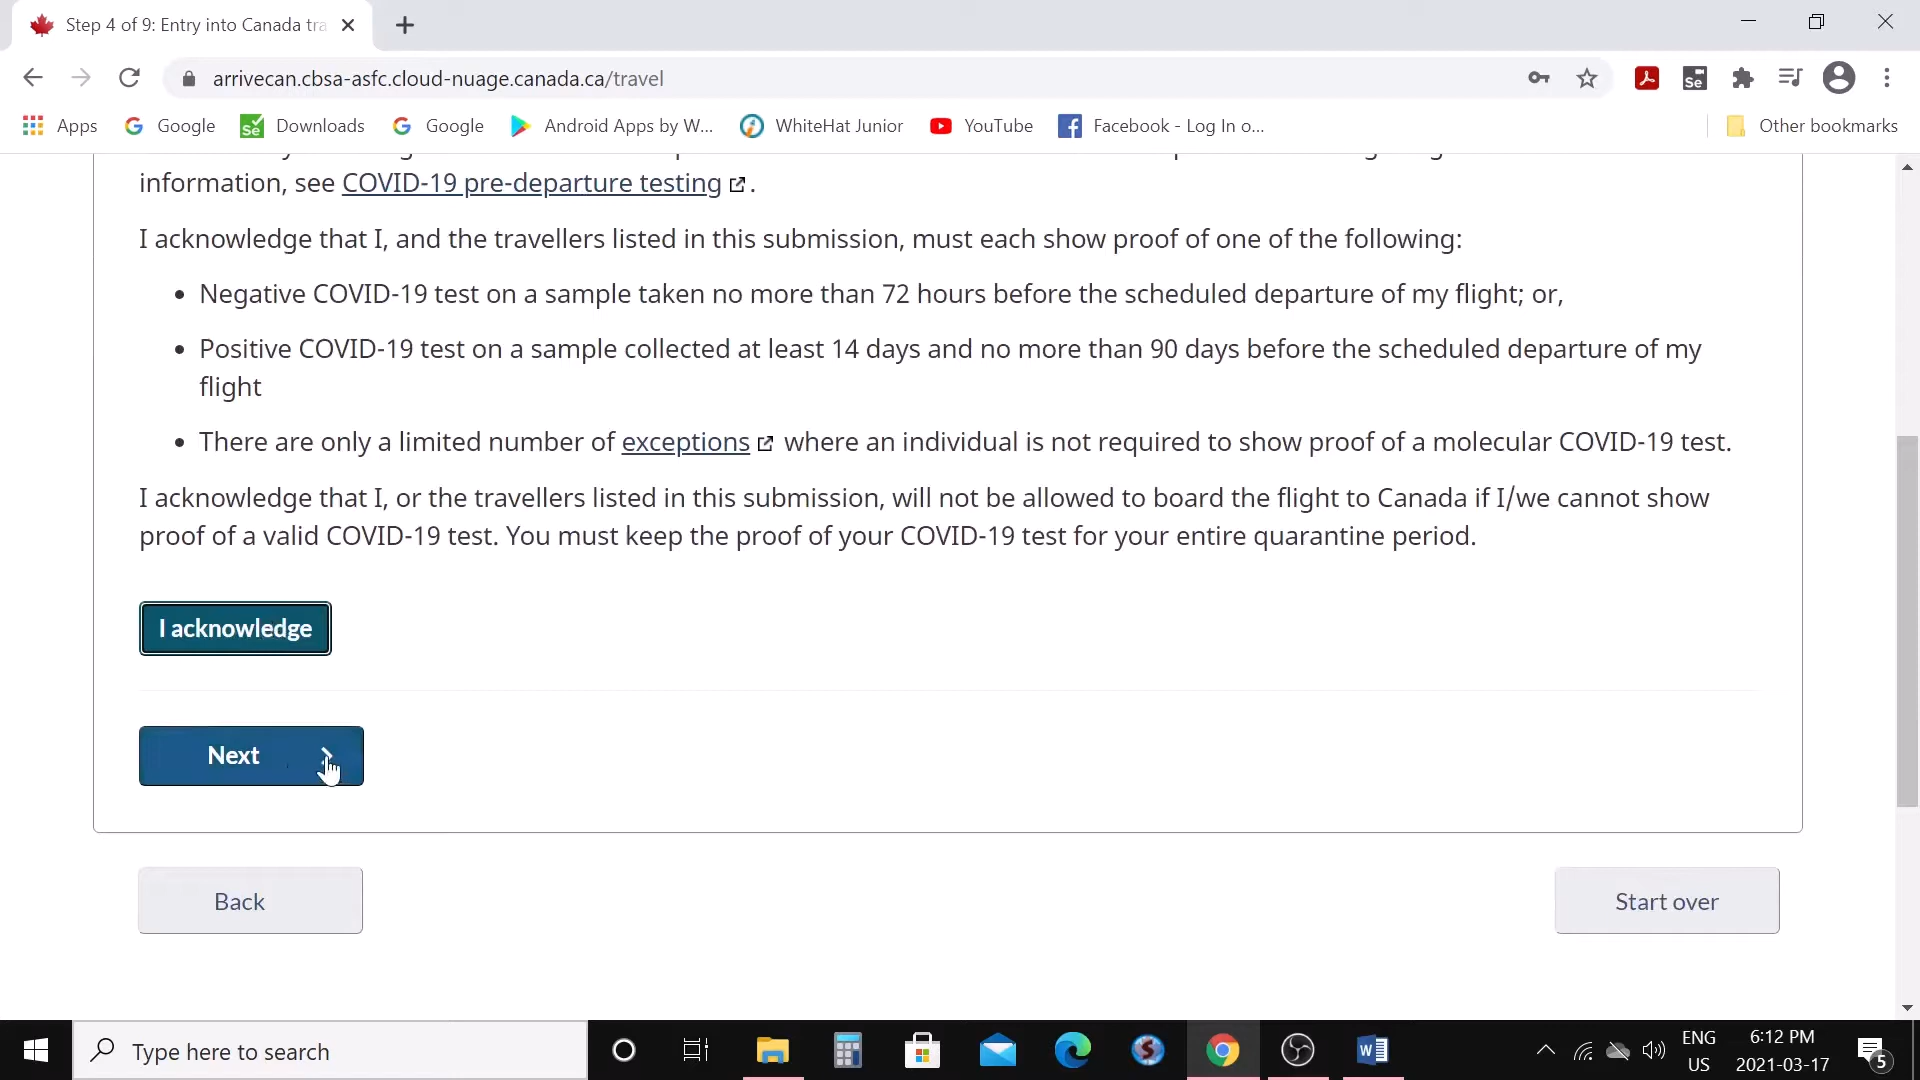 Step 4 of 9: Entry into Canada tra
arrivecan.cbsa-asfc.cloud-nuage.canada.ca/travel
Apps Google Downloads Google Android Apps by W... WhiteHat Junior YouTube Facebook - Log In o... Other bookmarks
information, see COVID-19 pre-departure testing.
I acknowledge that I, and the travellers listed in this submission, must each show proof of one of the following:
• Negative COVID-19 test on a sample taken no more than 72 hours before the scheduled departure of my flight; or,
• Positive COVID-19 test on a sample collected at least 14 days and no more than 90 days before the scheduled departure of my
flight
• There are only a limited number of exceptions where an individual is not required to show proof of a molecular COVID-19 test.
I acknowledge that I, or the travellers listed in this submission, will not be allowed to board the flight to Canada if I/we cannot show
proof of a valid COVID-19 test. You must keep the proof of your COVID-19 test for your entire quarantine period.
I acknowledge
Next
Back Start over
Type here to search
ENG 6:12 PM
US 2021-03-17 5